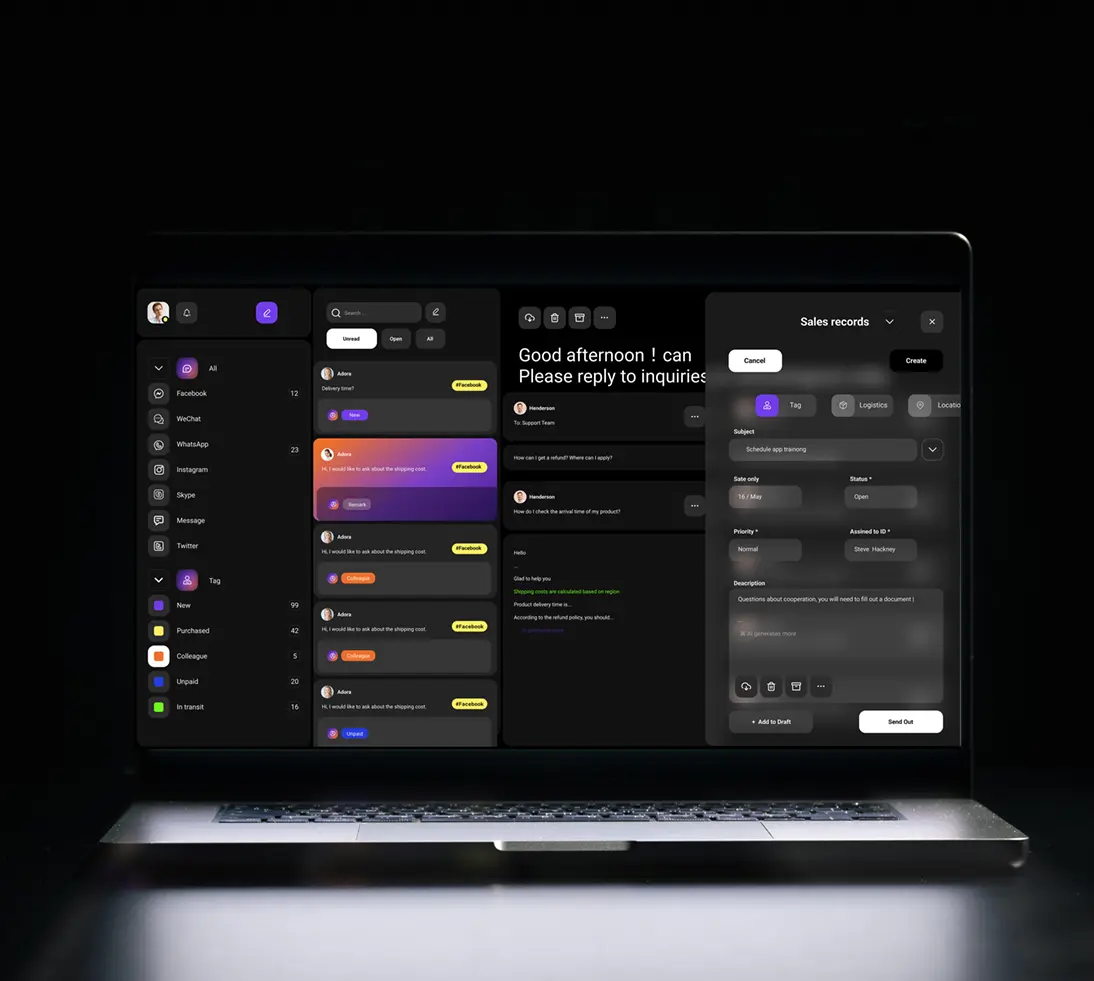 All
Facebook 12
WeChat
WhatsApp 23
Instagram
Skype
Message
Twitter
Tag
New 99
Purchased 42
Colleague 5
Unpaid 20
In transit 16
Search ...
Unread Open All
Adora
Delivery time?
#Facebook
New
Adora
Hi, I would like to ask about the shipping cost.
#Facebook
Remark
Adora
Hi, I would like to ask about the shipping cost.
#Facebook
Colleague
Adora
Hi, I would like to ask about the shipping cost.
#Facebook
Colleague
Adora
Hi, I would like to ask about the shipping cost.
#Facebook
Unpaid
Good afternoon！can
Please reply to inquiries
Henderson
To: Support Team
How can I get a refund? Where can I apply?
Henderson
How do I check the arrival time of my product?
Hello
...
Glad to help you
Shipping costs are calculated based on region
Product delivery time is...
According to the refund policy, you should...
Sales records
Cancel Create
Tag Logistics Locatio
Subject
Schedule app trainong
Sate only Status *
16 / May Open
Priority * Assined to ID *
Normal Steve Hackney
Deacription
Questions about cooperation, you will need to fill out a document |
AI generases more
+ Add to Draft Send Out